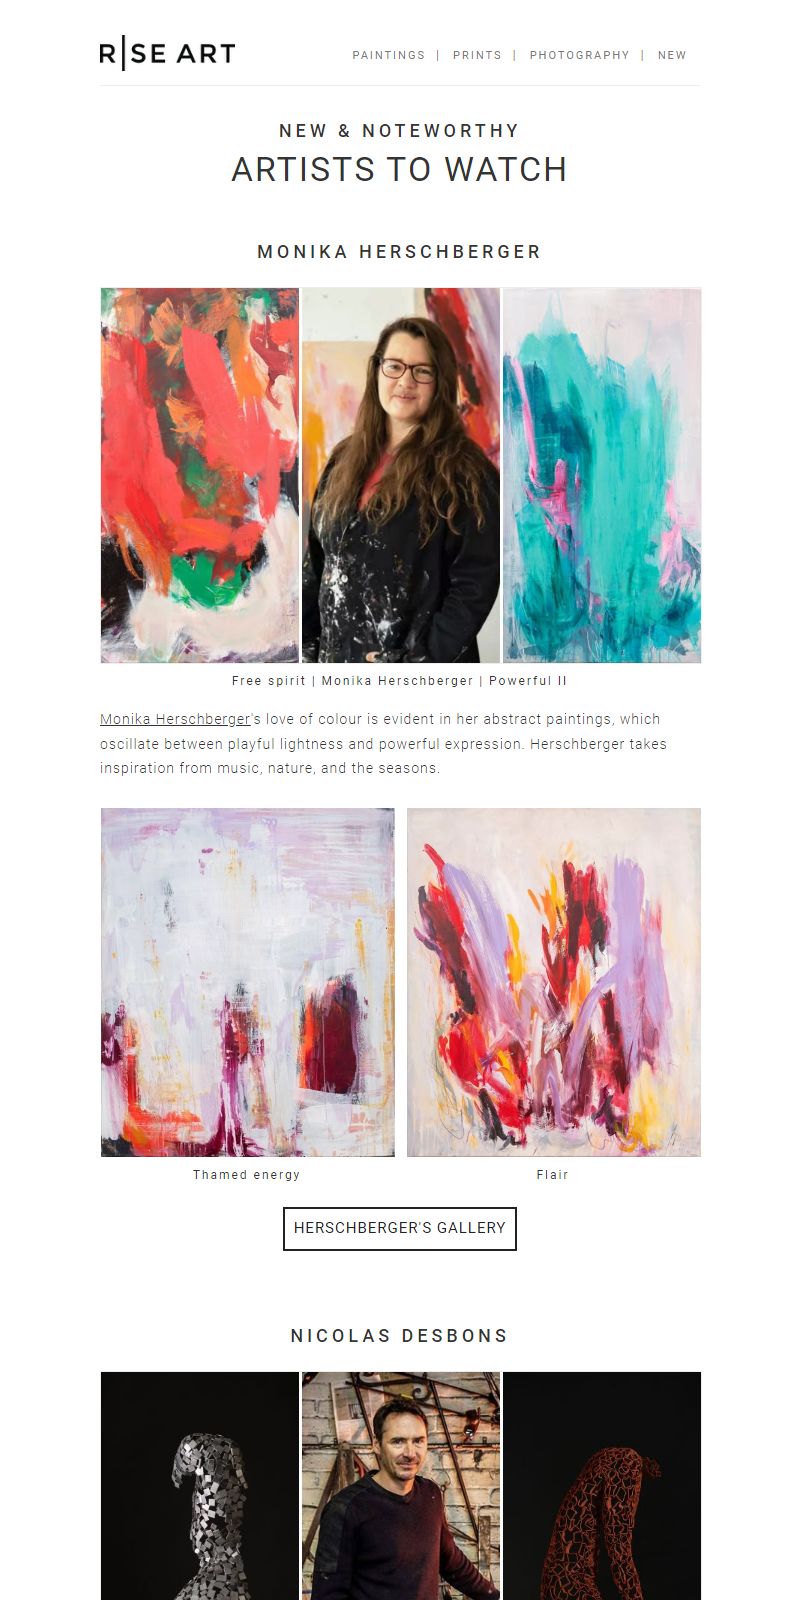 R|SE ART
PAINTINGS | PRINTS | PHOTOGRAPHY | NEW
NEW & NOTEWORTHY
ARTISTS TO WATCH
MONIKA HERSCHBERGER
Free spirit | Monika Herschberger | Powerful II
Monika Herschberger's love of colour is evident in her abstract paintings, which
oscillate between playful lightness and powerful expression. Herschberger takes
inspiration from music, nature, and the seasons.
Thamed energy
Flair
HERSCHBERGER'S GALLERY
NICOLAS DESBONS